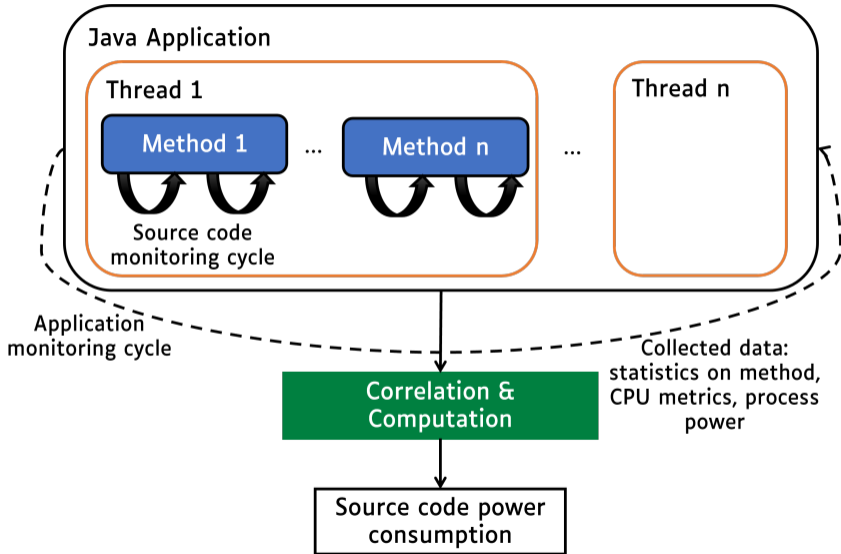 Java Application
Thread 1
Thread n
Method 1
...
Method n
...
Source code
monitoring cycle
Application
monitoring cycle
Collected data:
statistics on method,
CPU metrics, process
power
Correlation &
Computation
Source code power
consumption